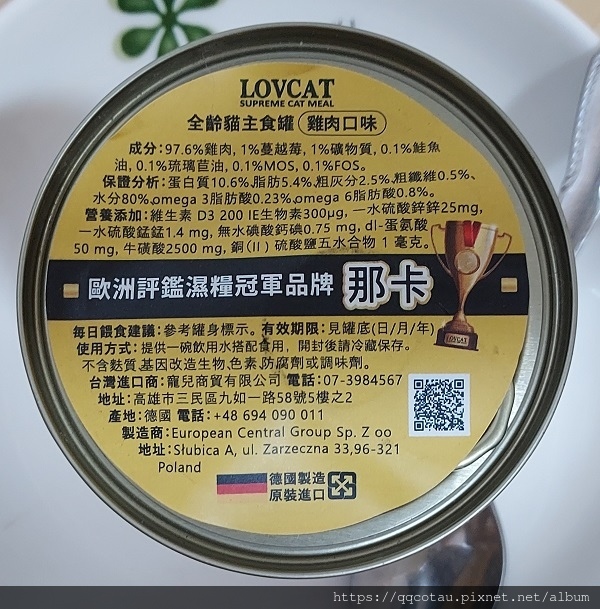 LOVCAT
SUPREME CAT MEAL
全齡貓主食罐 雞肉口味
成分:97.6%雞肉, 1%蔓越莓, 1%礦物質, 0.1%鮭魚
油, 0.1%琉璃苣油, 0.1%MOS, 0.1%FOS。
保證分析:蛋白質10.6%,脂肪5.4%,粗灰分2.5%,粗纖維0.5%、
水分80%,omega 3脂肪酸0.23%,omega 6脂肪酸0.8%。
營養添加:維生素 D3 200 IE生物素300µg, 一水硫酸鋅鋅25mg,
一水硫酸錳錳1.4 mg, 無水碘酸鈣碘0.75 mg, dl-蛋氨酸
50 mg, 牛磺酸2500 mg, 銅(II) 硫酸鹽五水合物 1 毫克。
歐洲評鑑濕糧冠軍品牌 那卡
LOVCAT
每日餵食建議:參考罐身標示。有效期限:見罐底(日/月/年)
使用方式:提供一碗飲用水搭配食用，開封後請冷藏保存。
不含麩質,基因改造生物,色素,防腐劑或調味劑。
台灣進口商:寵兒商貿有限公司 電話:07-3984567
地址:高雄市三民區九如一路58號5樓之2
產地:德國 電話:+48 694 090 011
製造商:European Central Group Sp. Z oo
地址:Słubica A, ul. Zarzeczna 33,96-321
Poland
德國製造
原裝進口
https://qqcotau.pixnet.net/album